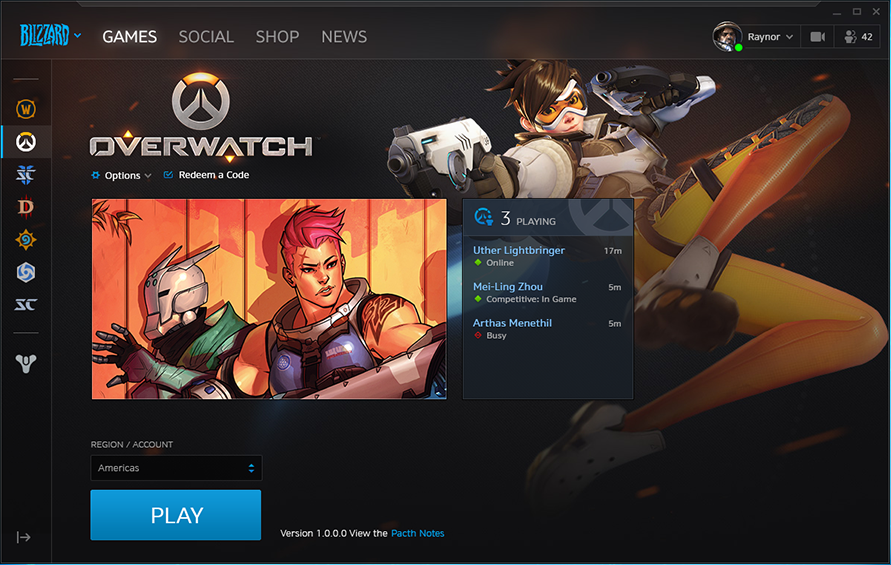 BLIZZARD
GAMES SOCIAL SHOP NEWS
Raynor
42
W
OVERWATCH
Options Redeem a Code
SC
D
3 PLAYING
Uther Lightbringer 17m
Online
Mei-Ling Zhou 5m
Competitive: In Game
Arthas Menethil 5m
Busy
SC
REGION / ACCOUNT
Americas
PLAY
Version 1.0.0.0 View the Pacth Notes